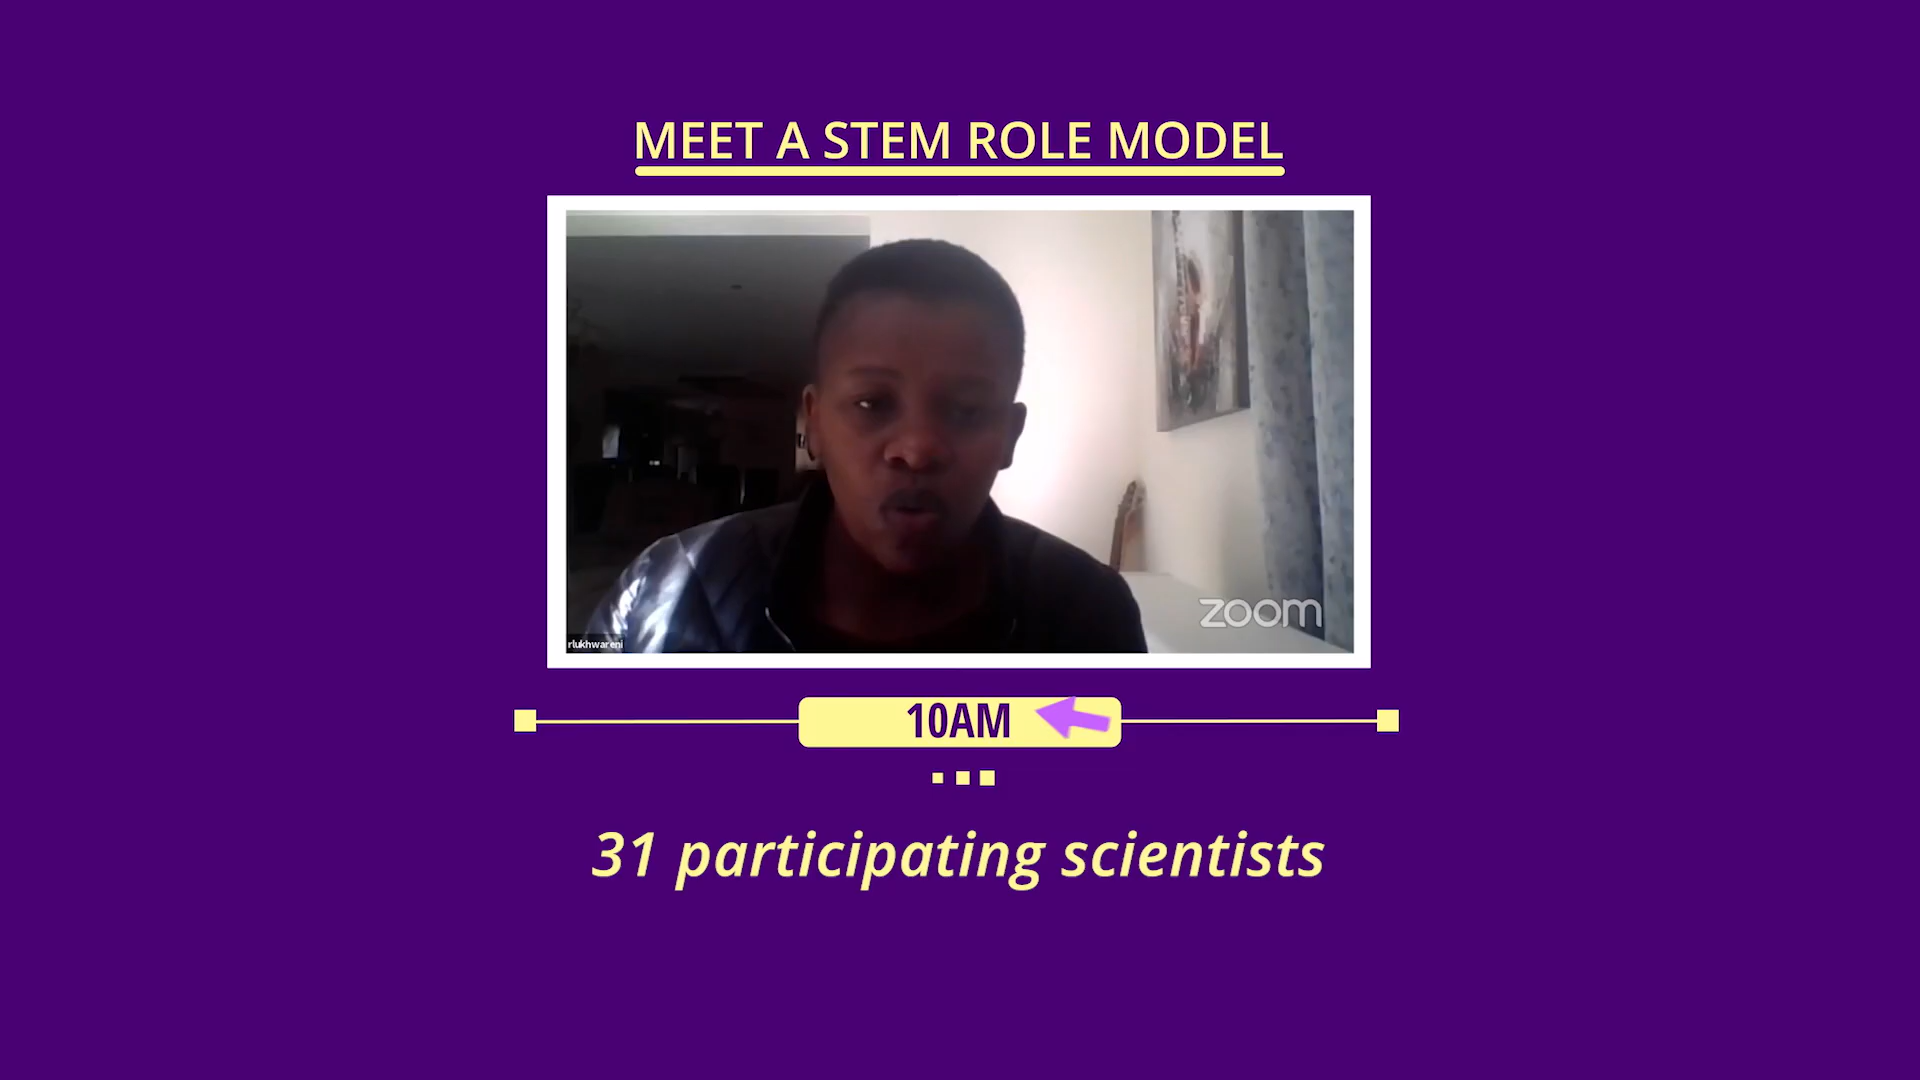 MEET A STEM ROLE MODEL
zoom
rlukhwareni
10AM
31 participating scientists